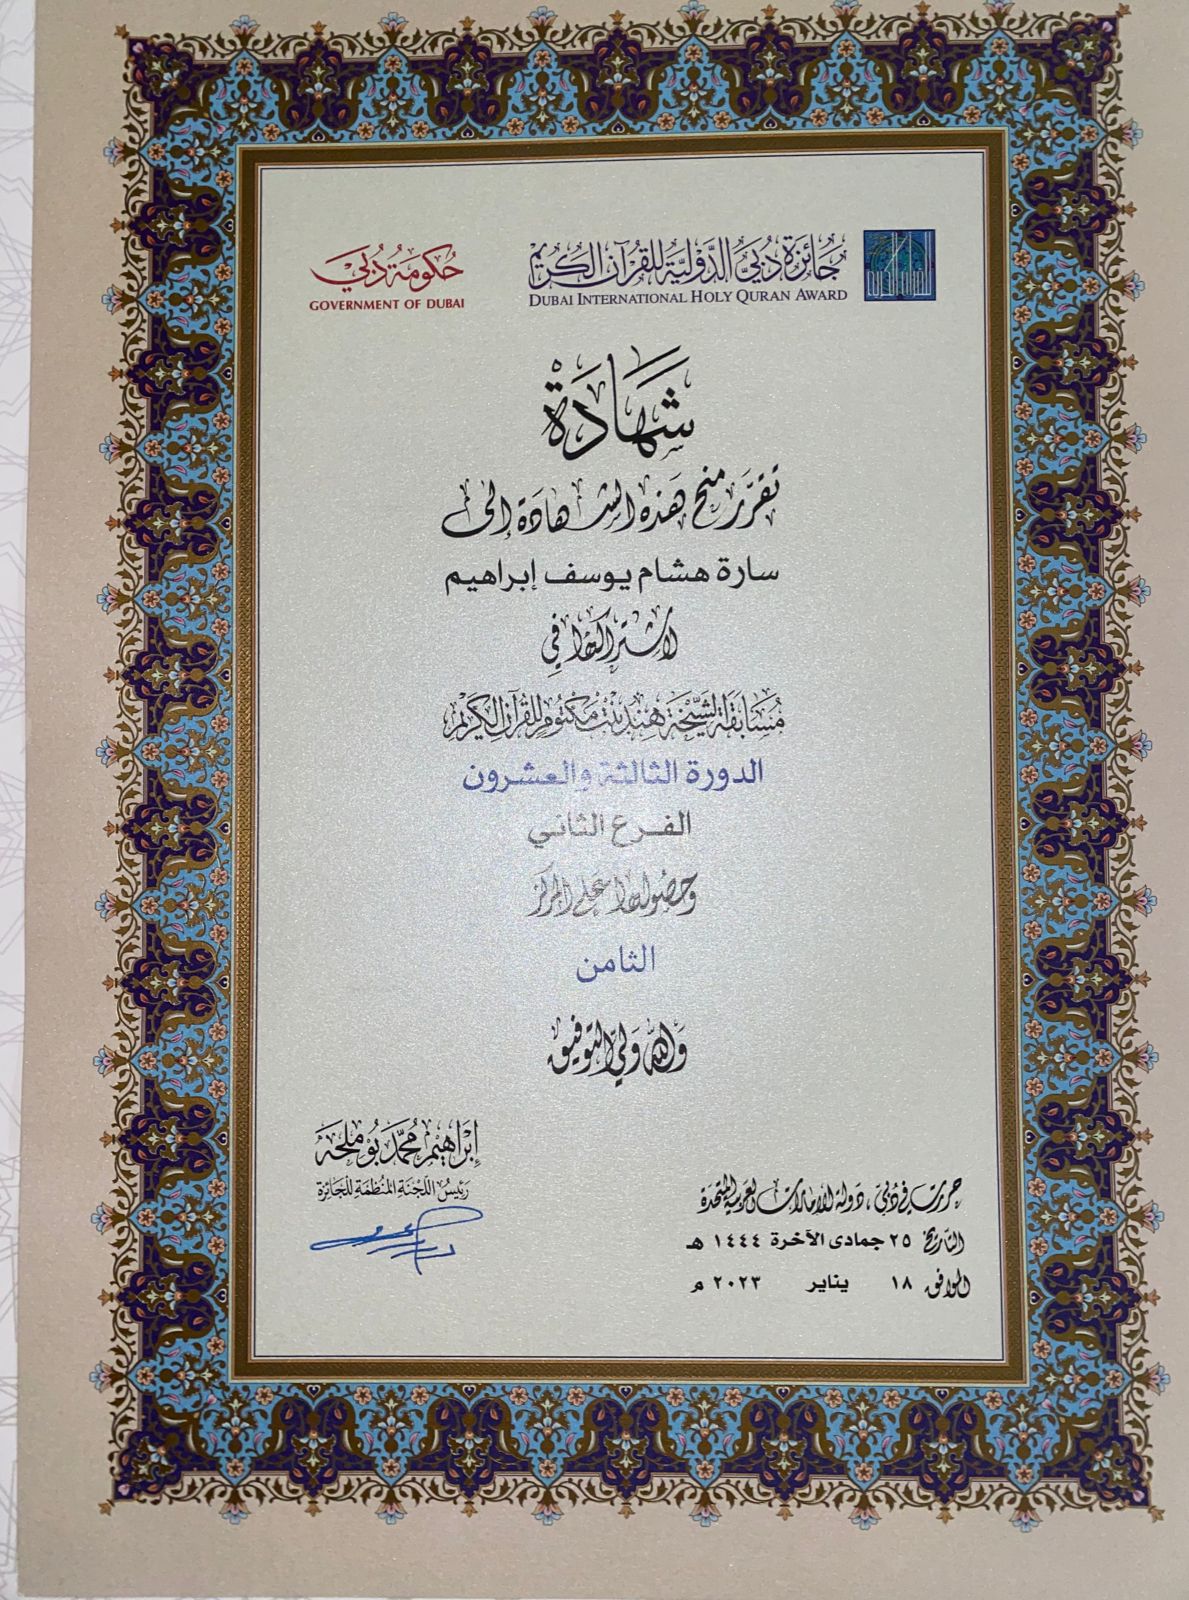 حكومة دبي
GOVERNMENT OF DUBAI
جائزة دبي الدولية للقرآن الكريم
DUBAI INTERNATIONAL HOLY QURAN AWARD
شهادة
تقرر منح هذه الشهادة إلى
سارة هشام يوسف إبراهيم
لاشتراكها في
مسابقة الشيخة هند بنت مكتوم للقرآن الكريم
الدورة الثالثة والعشرون
الفرع الثاني
وحصولها على المركز
الثامن
والله ولي التوفيق
إبراهيم محمد بوملحه
رئيس اللجنة المنظمة للجائزة
حررت في دبي، دولة الإمارات العربية المتحدة
التاريخ ٢٥ جمادى الآخرة ١٤٤٤ هـ
الموافق ١٨ يناير ٢٠٢٣ م